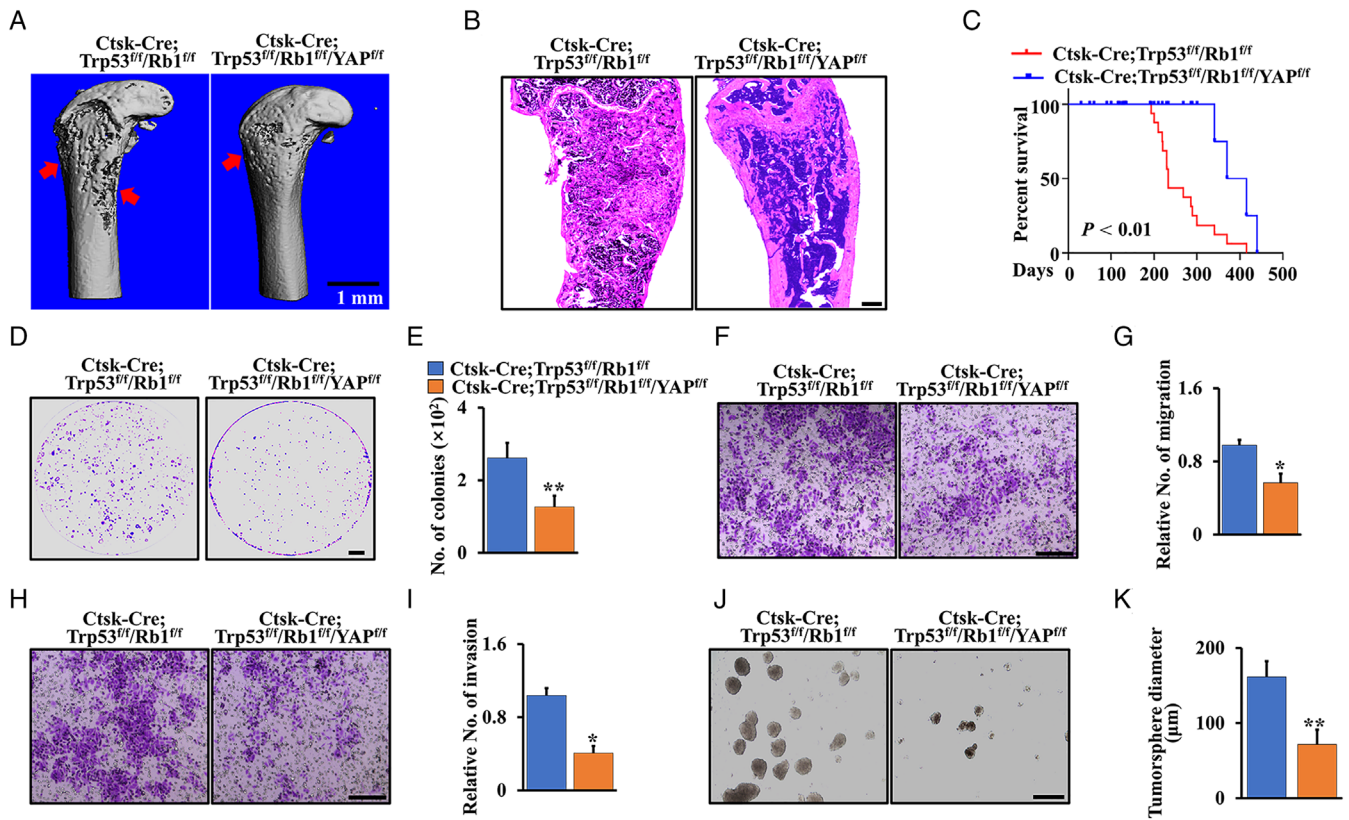 A
Ctsk-Cre;
Trp53f/f/Rb1f/f
Ctsk-Cre;
Trp53f/f/Rb1f/f/YAPf/f
1 mm
B
Ctsk-Cre;
Trp53f/f/Rb1f/f
Ctsk-Cre;
Trp53f/f/Rb1f/f/YAPf/f
C
Ctsk-Cre;Trp53f/f/Rb1f/f
Ctsk-Cre;Trp53f/f/Rb1f/f/YAPf/f
Percent survival
100
50
0
P < 0.01
Days
0 100 200 300 400 500
D
Ctsk-Cre;
Trp53f/f/Rb1f/f
Ctsk-Cre;
Trp53f/f/Rb1f/f/YAPf/f
E
Ctsk-Cre;Trp53f/f/Rb1f/f
Ctsk-Cre;Trp53f/f/Rb1f/f/YAPf/f
No. of colonies (×10²)
4
2
0
**
F
Ctsk-Cre;
Trp53f/f/Rb1f/f
Ctsk-Cre;
Trp53f/f/Rb1f/f/YAPf/f
G
Relative No. of migration
1.6
0.8
0
*
H
Ctsk-Cre;
Trp53f/f/Rb1f/f
Ctsk-Cre;
Trp53f/f/Rb1f/f/YAPf/f
I
Relative No. of invasion
1.6
0.8
0
*
J
Ctsk-Cre;
Trp53f/f/Rb1f/f
Ctsk-Cre;
Trp53f/f/Rb1f/f/YAPf/f
K
Tumorsphere diameter
(μm)
200
100
0
**